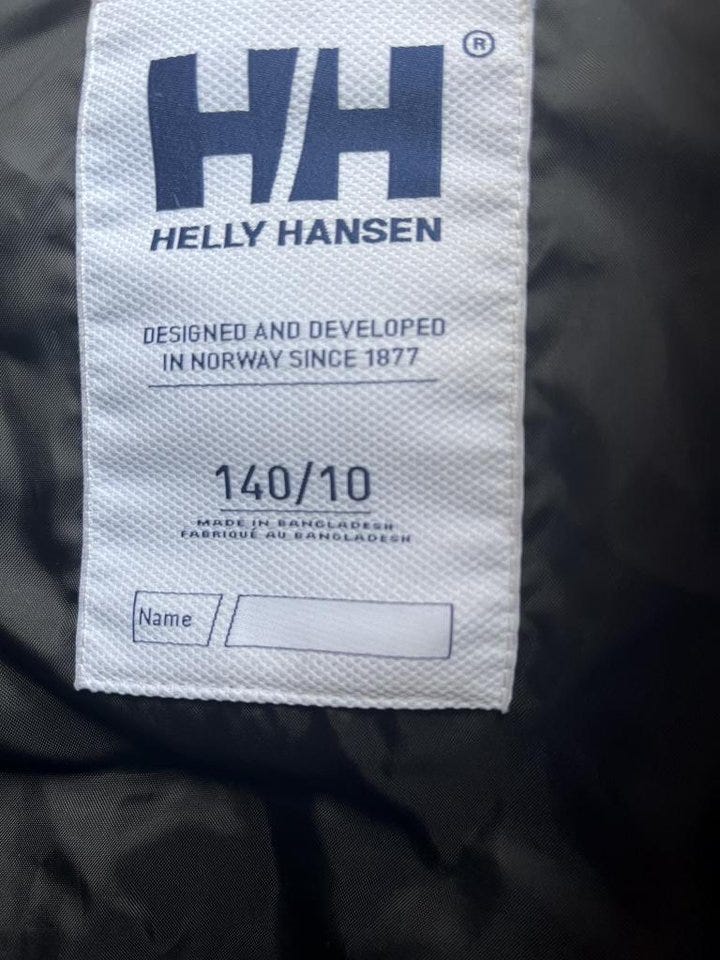 HH ®
HELLY HANSEN
DESIGNED AND DEVELOPED
IN NORWAY SINCE 1877
140/10
MADE IN BANGLADESH
FABRIQUÉ AU BANGLADESH
Name